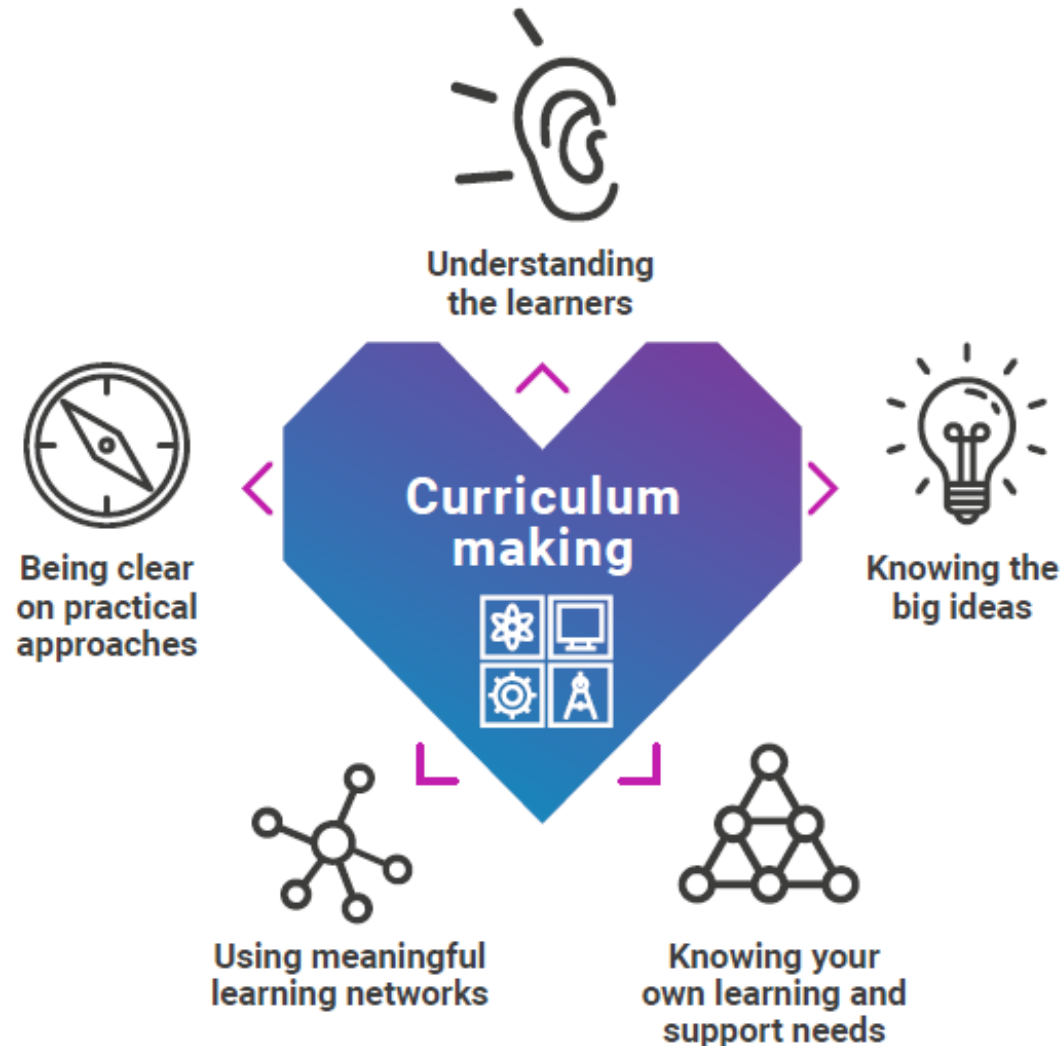 Understanding
the learners
Curriculum
making
Being clear
on practical
approaches
Knowing the
big ideas
Using meaningful
learning networks
Knowing your
own learning and
support needs